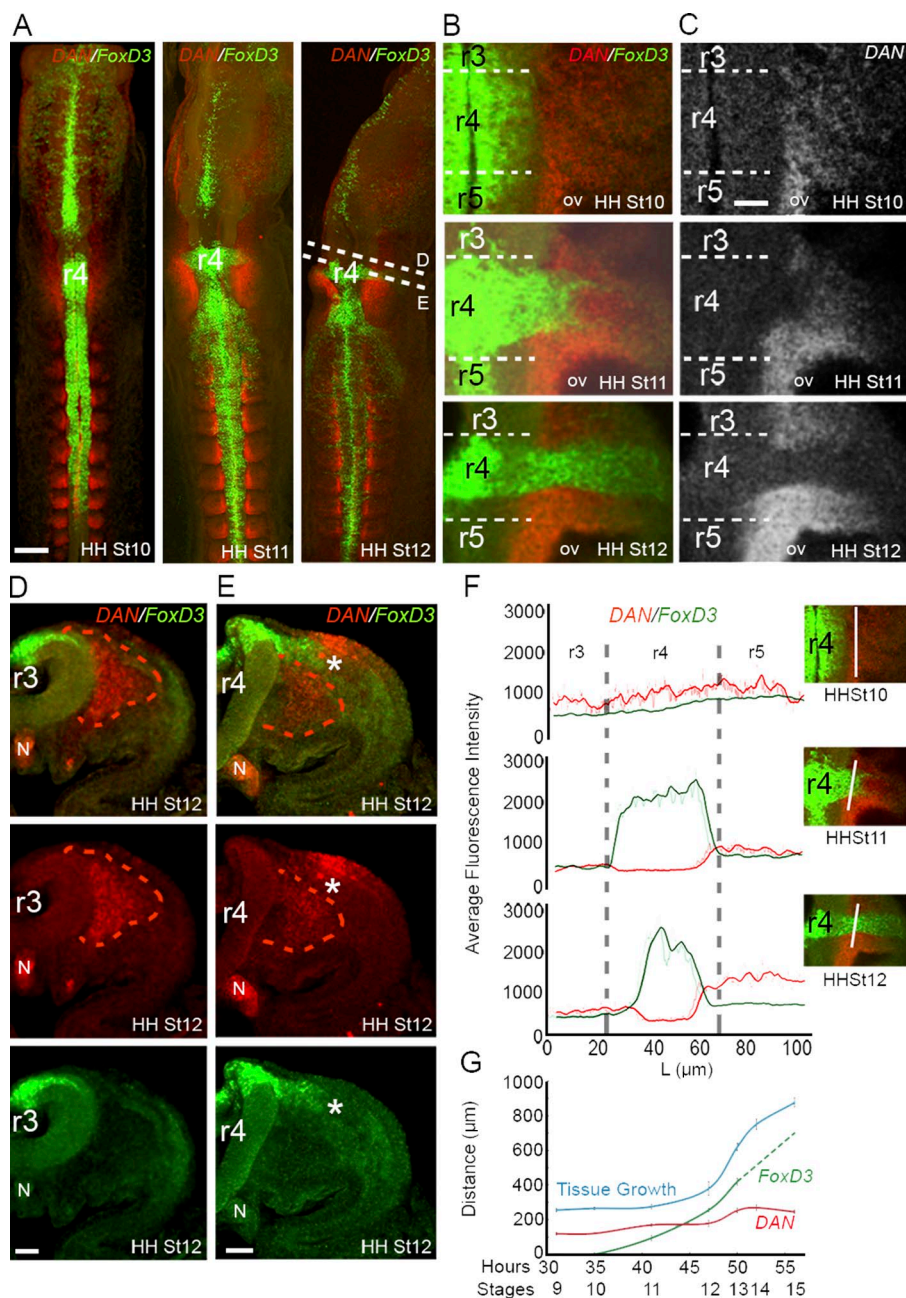 A
DAN/FoxD3
r4
HH St10
DAN/FoxD3
r4
HH St11
DAN/FoxD3
D
r4
E
HH St12
B
DAN/FoxD3
r3
r4
r5
ov HH St10
r3
r4
r5
ov HH St11
r3
r4
r5
ov HH St12
C
DAN
r3
r4
r5
ov HH St10
r3
r4
r5
ov HH St11
r3
r4
r5
ov HH St12
D
DAN/FoxD3
r3
N
HH St12
r3
N
HH St12
r3
N
HH St12
E
DAN/FoxD3
r4
*
N
HH St12
r4
*
N
HH St12
r4
*
N
HH St12
F
DAN/FoxD3
Average Fluorescence Intensity
3000
2000
1000
0
r3 r4 r5
r4
HHSt10
3000
2000
1000
0
r4
HHSt11
3000
2000
1000
0
r4
HHSt12
0 20 40 60 80 100
L (µm)
G
Distance (µm)
1000
800
600
400
200
0
Tissue Growth
FoxD3
DAN
Hours 30 35 40 45 50 55
Stages 9 10 11 12 13 14 15